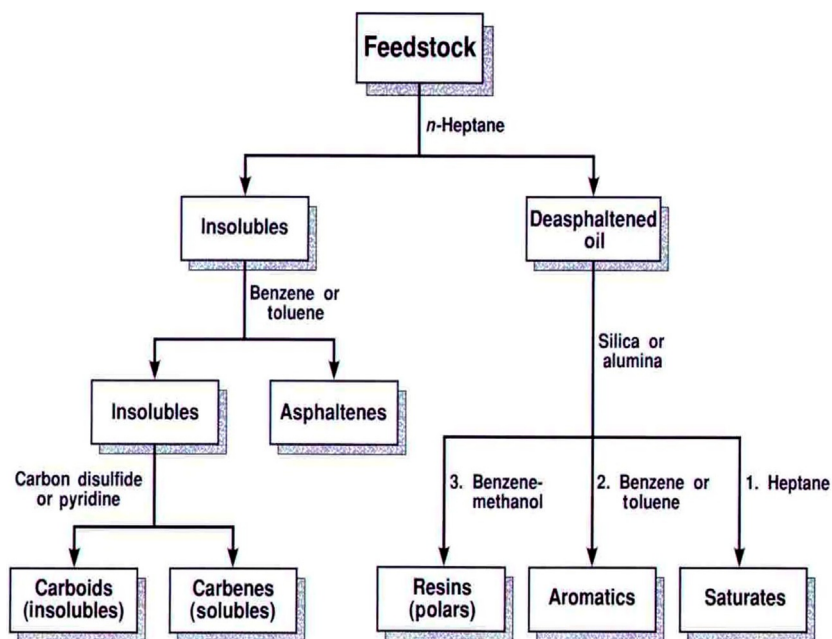 Feedstock
n-Heptane
Insolubles
Deasphaltened
oil
Benzene or
toluene
Silica or
alumina
Insolubles
Asphaltenes
Carbon disulfide
or pyridine
3. Benzene-
methanol
2. Benzene or
toluene
1. Heptane
Carboids
(insolubles)
Carbenes
(solubles)
Resins
(polars)
Aromatics
Saturates